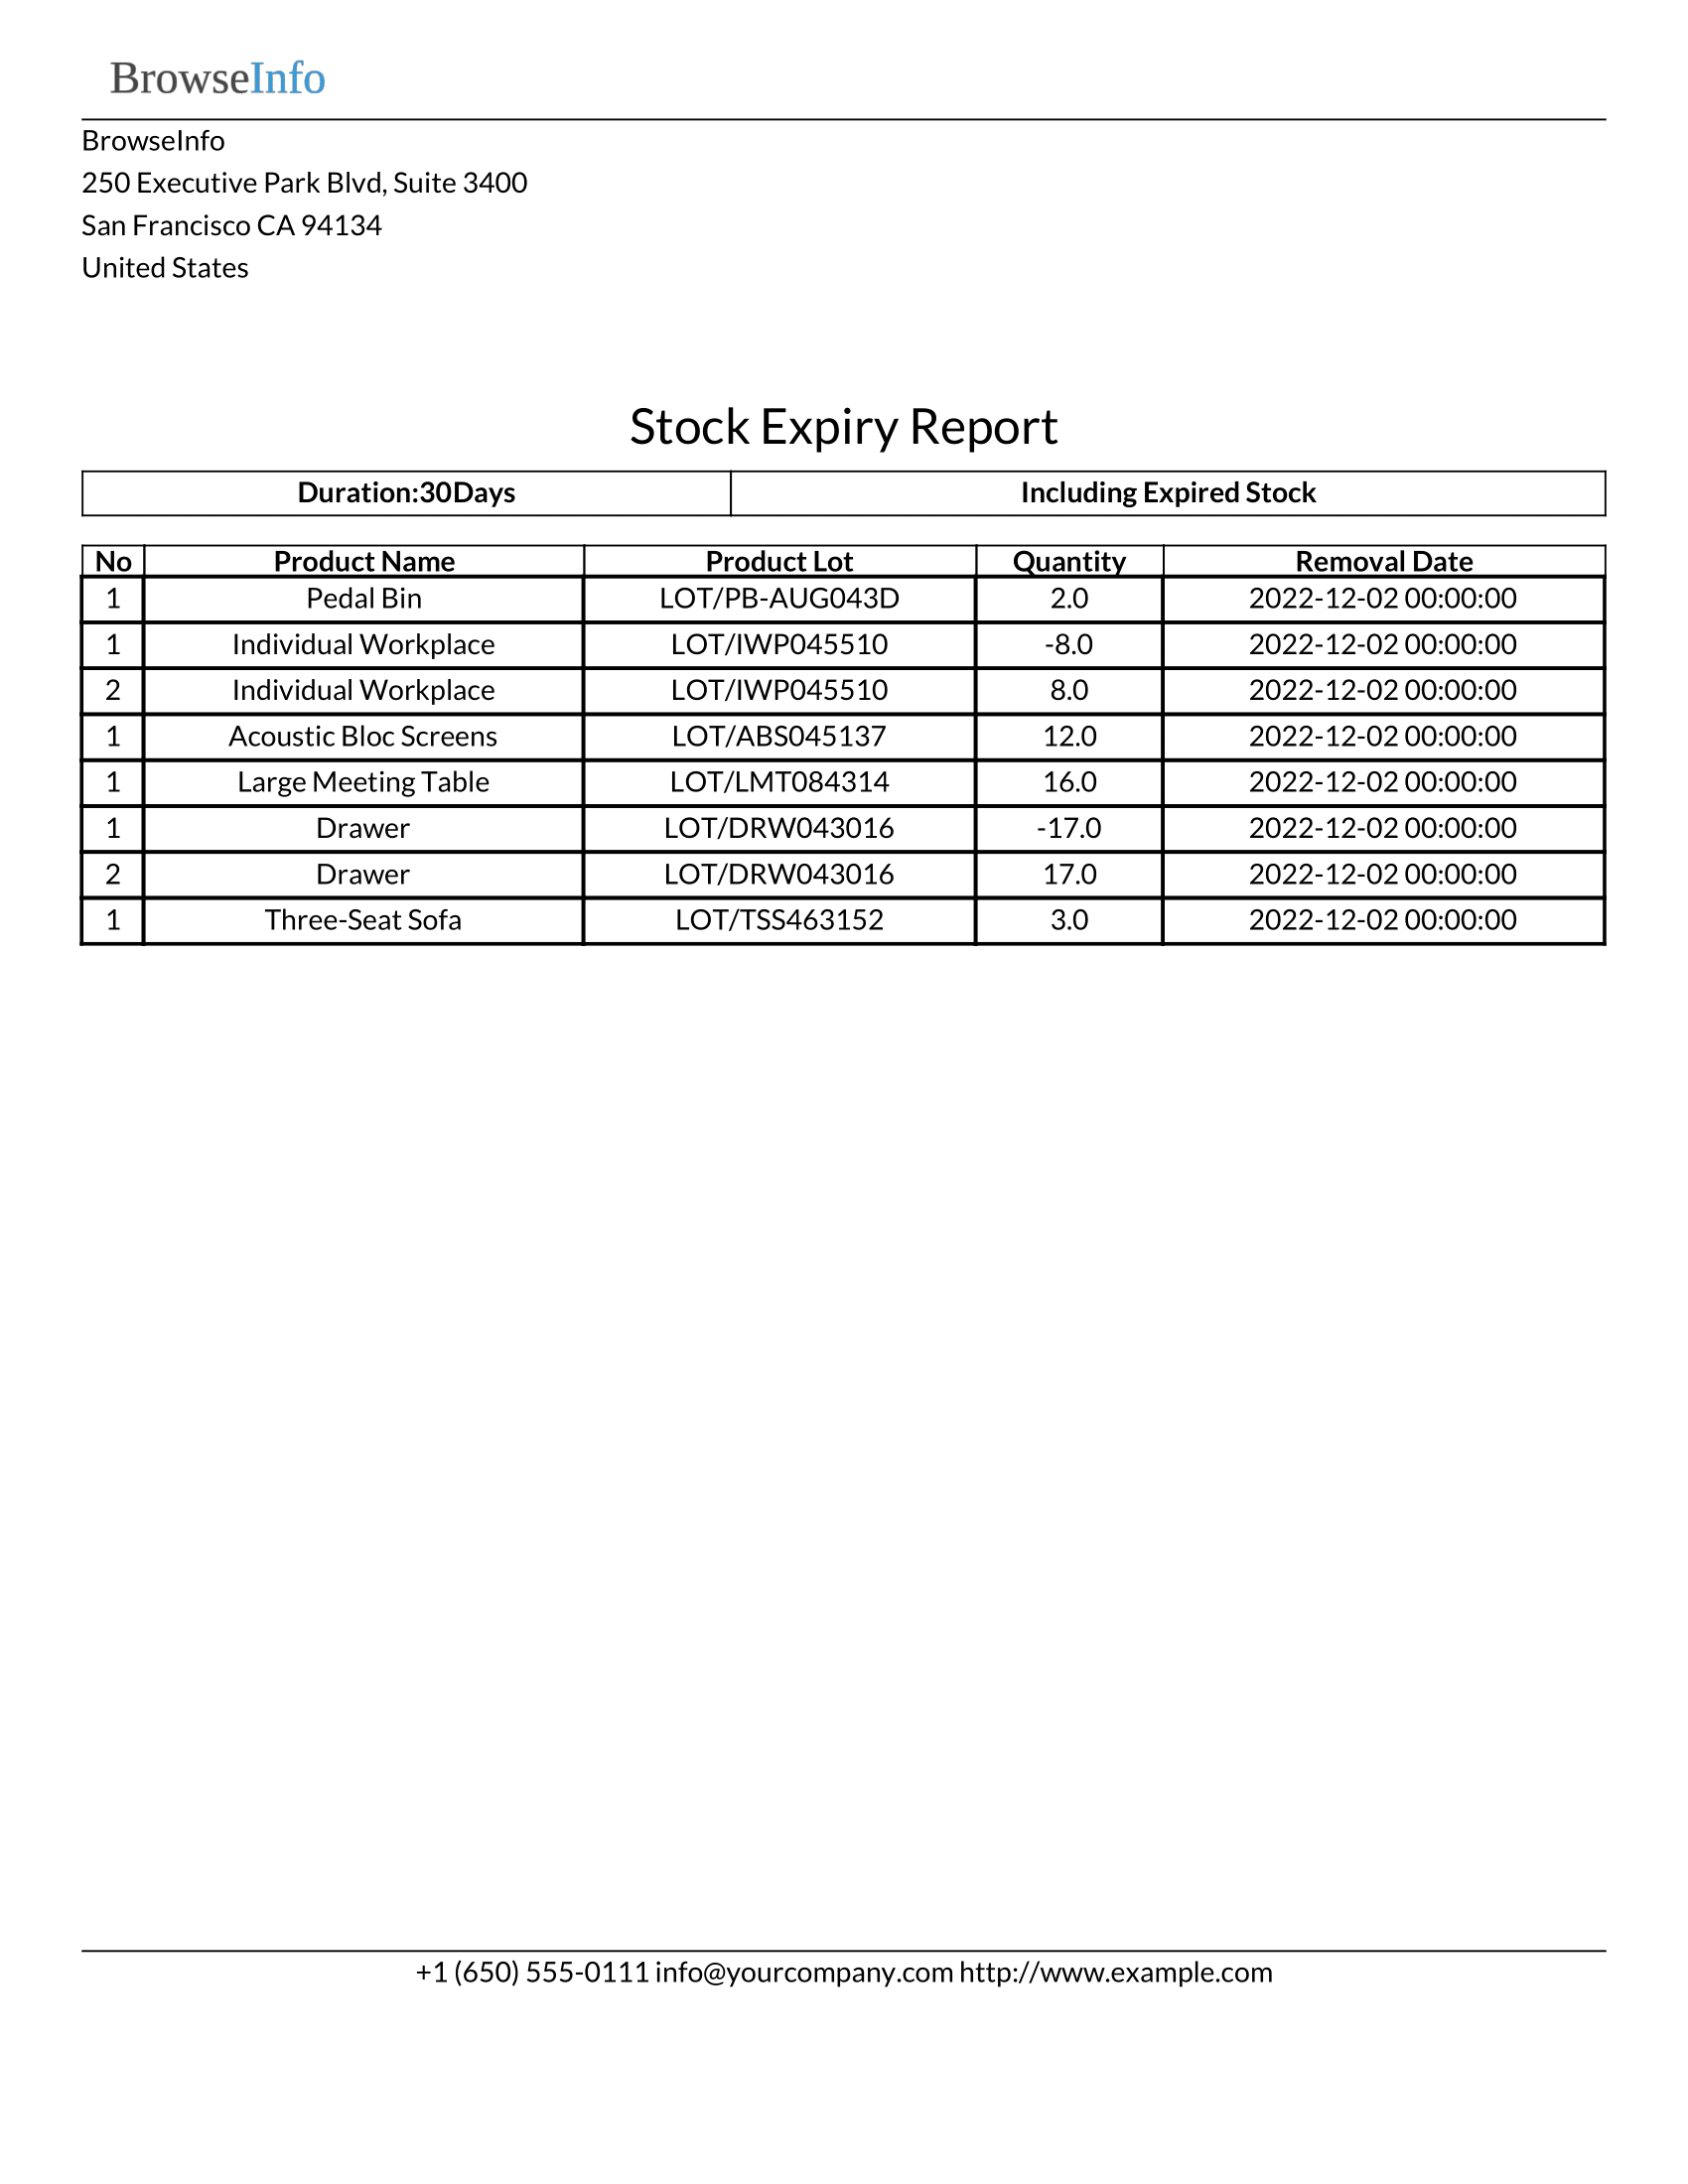 BrowseInfo
BrowseInfo
250 Executive Park Blvd, Suite 3400
San Francisco CA 94134
United States
Stock Expiry Report
Duration:30Days Including Expired Stock
No Product Name Product Lot Quantity Removal Date
1 Pedal Bin LOT/PB-AUG043D 2.0 2022-12-02 00:00:00
1 Individual Workplace LOT/IWP045510 -8.0 2022-12-02 00:00:00
2 Individual Workplace LOT/IWP045510 8.0 2022-12-02 00:00:00
1 Acoustic Bloc Screens LOT/ABS045137 12.0 2022-12-02 00:00:00
1 Large Meeting Table LOT/LMT084314 16.0 2022-12-02 00:00:00
1 Drawer LOT/DRW043016 -17.0 2022-12-02 00:00:00
2 Drawer LOT/DRW043016 17.0 2022-12-02 00:00:00
1 Three-Seat Sofa LOT/TSS463152 3.0 2022-12-02 00:00:00
+1 (650) 555-0111 info@yourcompany.com http://www.example.com